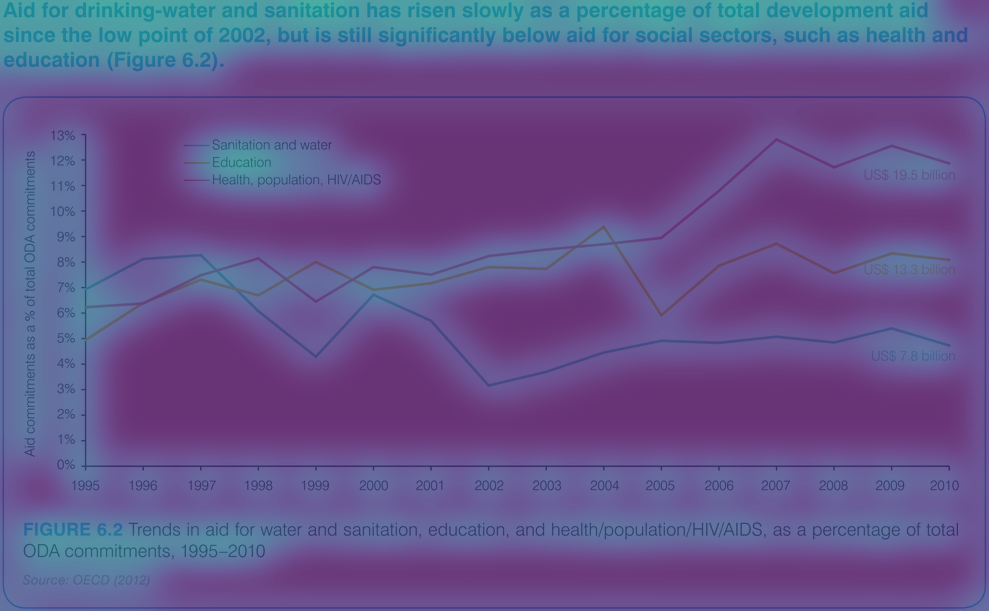 Aid for drinking-water and sanitation has risen slowly as a percentage of total development aid
since the low point of 2002, but is still significantly below aid for social sectors, such as health and
education (Figure 6.2).
Aid commitments as a % of total ODA commitments
13%
12%
11%
10%
9%
8%
7%
6%
5%
4%
3%
2%
1%
0%
Sanitation and water
Education
Health, population, HIV/AIDS
US$ 19.5 billion
US$ 13.3 billion
US$ 7.8 billion
1995 1996 1997 1998 1999 2000 2001 2002 2003 2004 2005 2006 2007 2008 2009 2010
FIGURE 6.2 Trends in aid for water and sanitation, education, and health/population/HIV/AIDS, as a percentage of total
ODA commitments, 1995–2010
Source: OECD (2012)